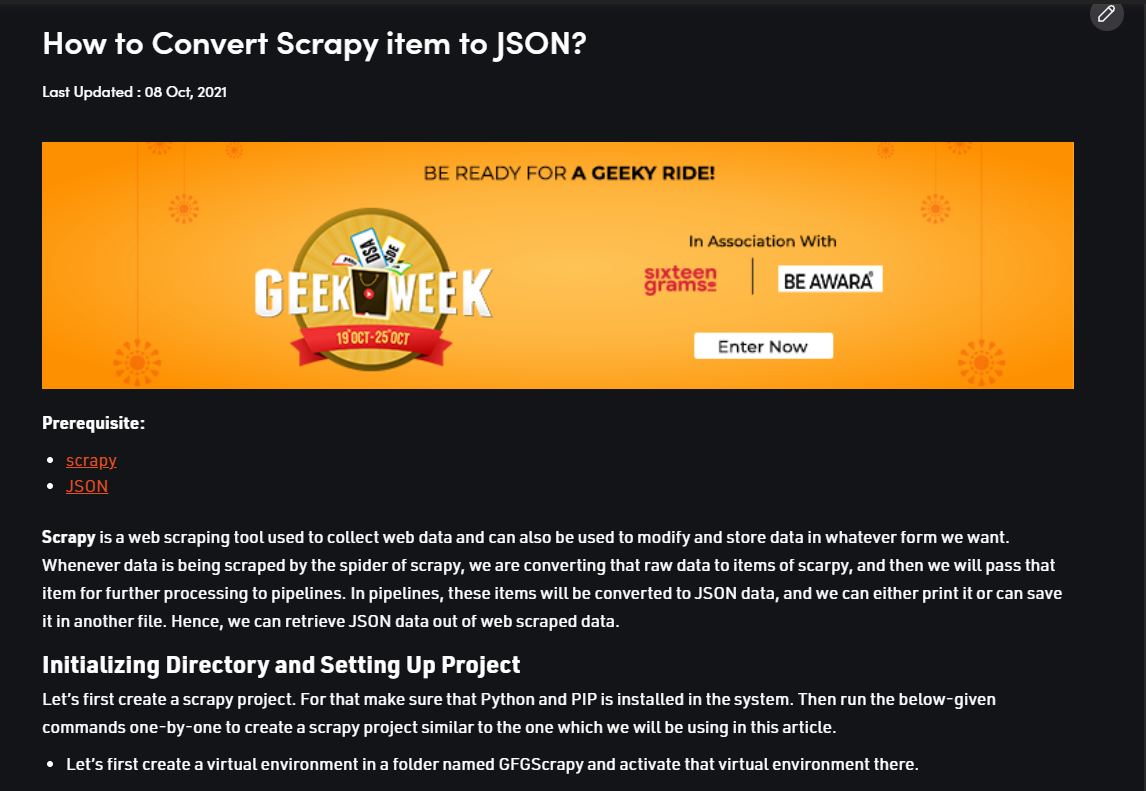 How to Convert Scrapy item to JSON?
Last Updated : 08 Oct, 2021
BE READY FOR A GEEKY RIDE!
DSA
SDE
GEEK WEEK
19th OCT-25th OCT
In Association With
sixteen
grams
BE AWARA
Enter Now
Prerequisite:
scrapy
JSON
Scrapy is a web scraping tool used to collect web data and can also be used to modify and store data in whatever form we want.
Whenever data is being scraped by the spider of scrapy, we are converting that raw data to items of scarpy, and then we will pass that
item for further processing to pipelines. In pipelines, these items will be converted to JSON data, and we can either print it or can save
it in another file. Hence, we can retrieve JSON data out of web scraped data.
Initializing Directory and Setting Up Project
Let’s first create a scrapy project. For that make sure that Python and PIP is installed in the system. Then run the below-given
commands one-by-one to create a scrapy project similar to the one which we will be using in this article.
Let’s first create a virtual environment in a folder named GFGScrapy and activate that virtual environment there.